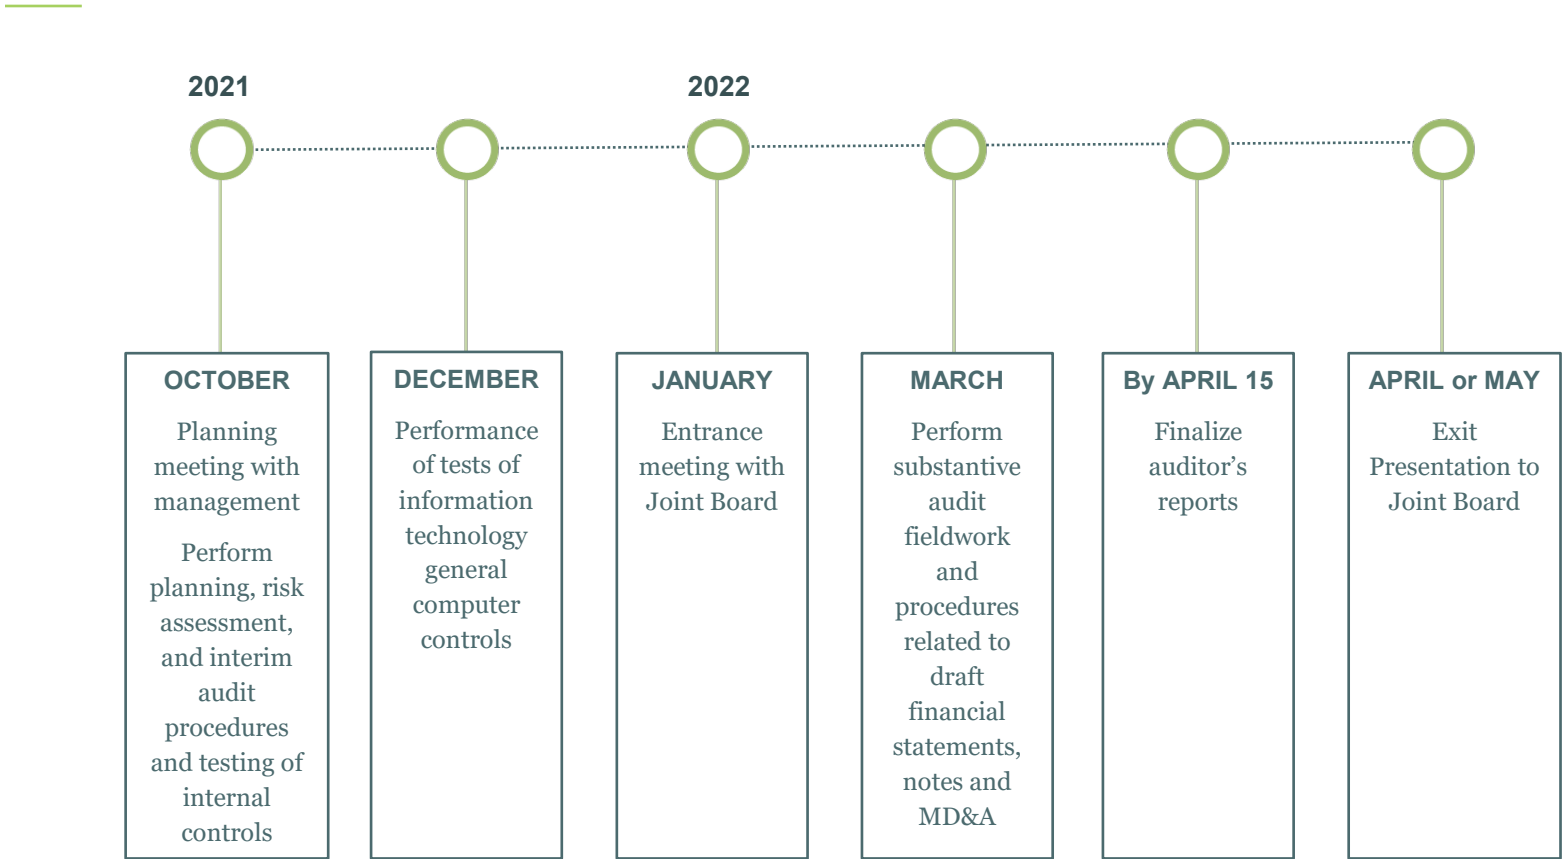 2021
2022
OCTOBER
Planning
meeting with
management
Perform
planning, risk
assessment,
and interim
audit
procedures
and testing of
internal
controls
DECEMBER
Performance
of tests of
information
technology
general
computer
controls
JANUARY
Entrance
meeting with
Joint Board
MARCH
Perform
substantive
audit
fieldwork
and
procedures
related to
draft
financial
statements,
notes and
MD&A
By APRIL 15
Finalize
auditor’s
reports
APRIL or MAY
Exit
Presentation to
Joint Board